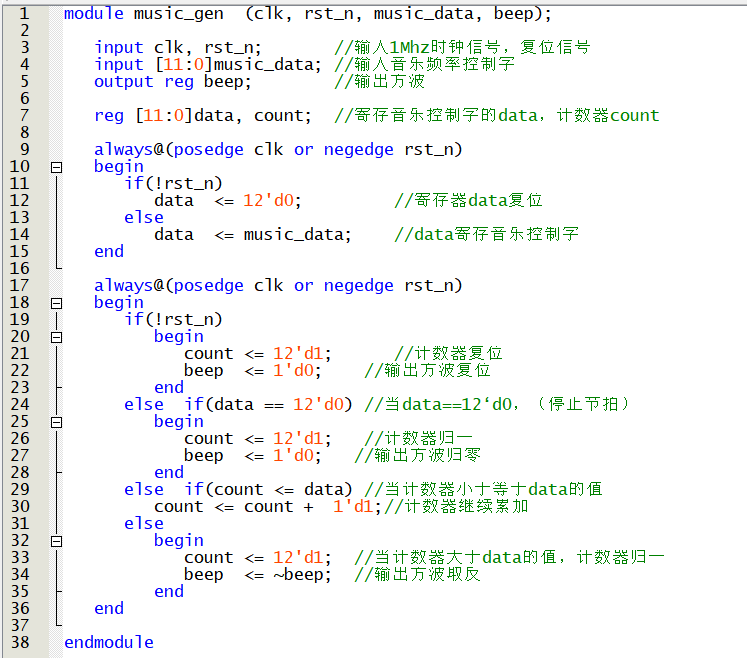 1 module music_gen (clk, rst_n, music_data, beep);
2
3 input clk, rst_n; //输入1Mhz时钟信号，复位信号
4 input [11:0]music_data; //输入音乐频率控制字
5 output reg beep; //输出方波
6
7 reg [11:0]data, count; //寄存音乐控制字的data，计数器count
8
9 always@(posedge clk or negedge rst_n)
10 begin
11 if(!rst_n)
12 data <= 12'd0; //寄存器data复位
13 else
14 data <= music_data; //data寄存音乐控制字
15 end
16
17 always@(posedge clk or negedge rst_n)
18 begin
19 if(!rst_n)
20 begin
21 count <= 12'd1; //计数器复位
22 beep <= 1'd0; //输出方波复位
23 end
24 else if(data == 12'd0) //当data==12‘d0，（停止节拍）
25 begin
26 count <= 12'd1; //计数器归一
27 beep <= 1'd0; //输出方波归零
28 end
29 else if(count <= data) //当计数器小于等于data的值
30 count <= count + 1'd1;//计数器继续累加
31 else
32 begin
33 count <= 12'd1; //当计数器大于data的值，计数器归一
34 beep <= ~beep; //输出方波取反
35 end
36 end
37
38 endmodule